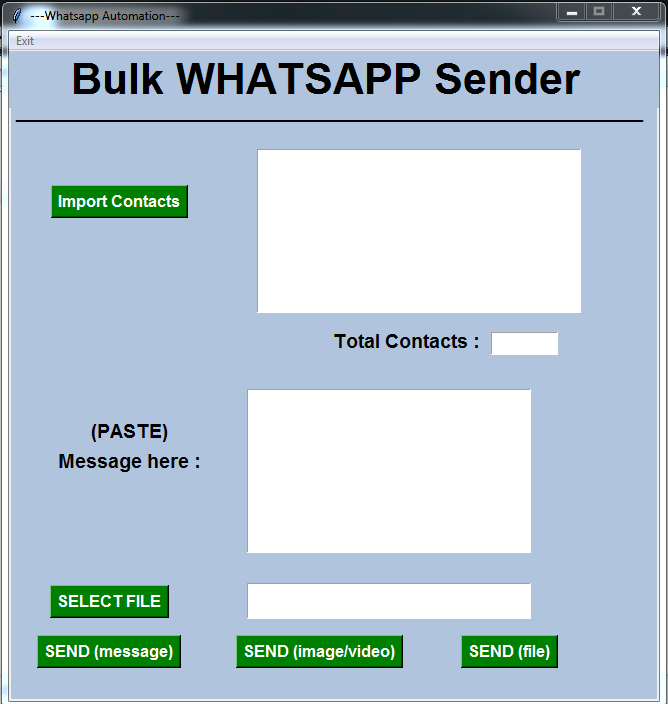 ---Whatsapp Automation---
Exit
Bulk WHATSAPP Sender
Import Contacts
Total Contacts :
(PASTE)
Message here :
SELECT FILE
SEND (message) SEND (image/video) SEND (file)